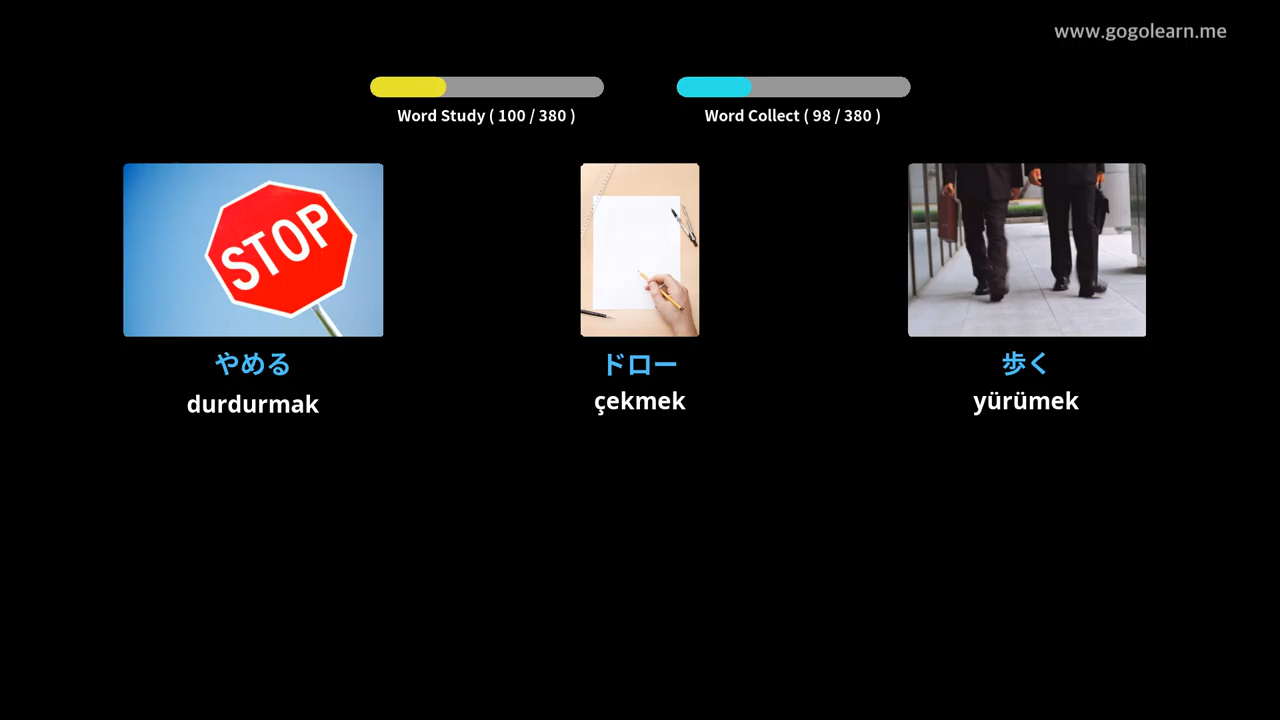 www.gogolearn.me
Word Study ( 100 / 380 )
Word Collect ( 98 / 380 )
STOP
やめる
ドロー
歩く
durdurmak
çekmek
yürümek